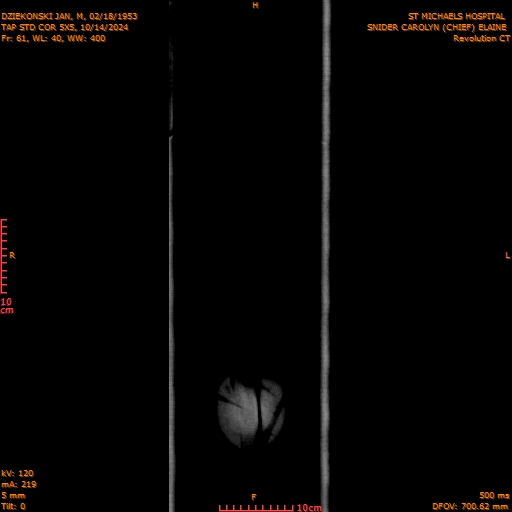 H
DZIEKONSKI JAN, M, 02/18/1953
TAP STD COR 5X5, 10/14/2024
Fr: 61, WL: 40, WW: 400
ST MICHAELS HOSPITAL
SNIDER CAROLYN (CHIEF) ELAINE
Revolution CT
R
L
10
cm
kV: 120
mA: 219
5 mm
Tilt: 0
F
10cm
500 ms
DFOV: 700.62 mm